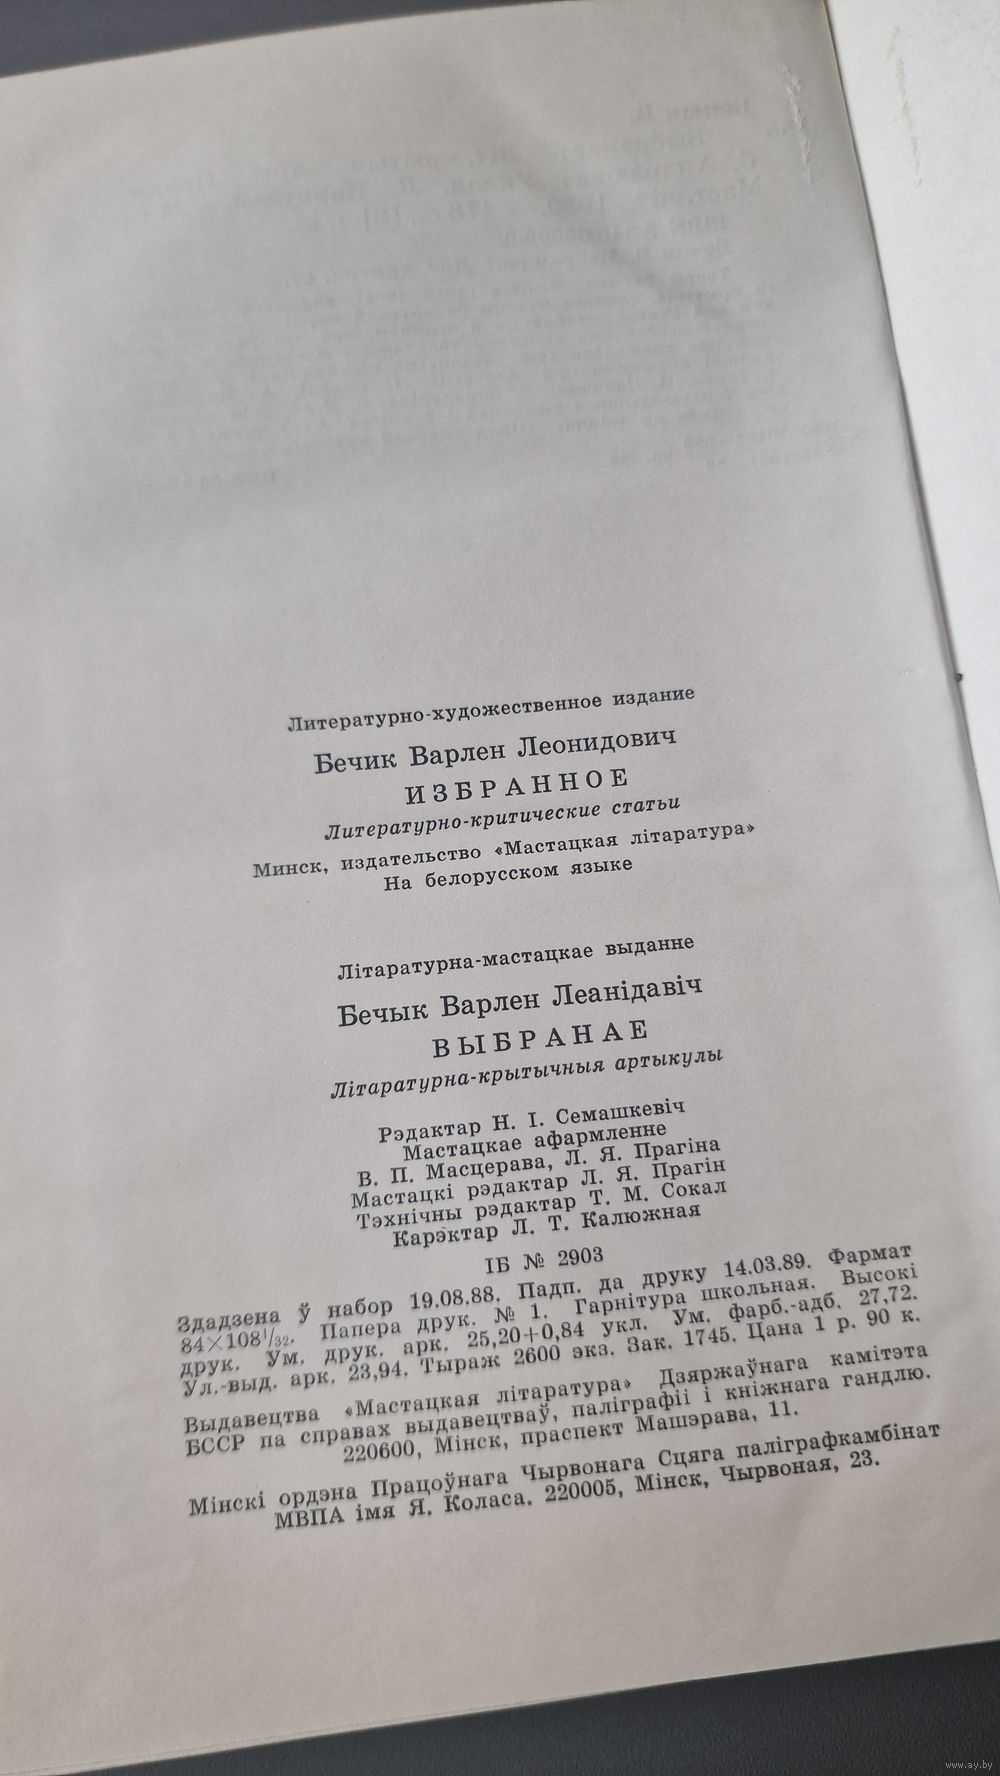 Литературно-художественное издание
Бечик Варлен Леонидович
ИЗБРАННОЕ
Литературно-критические статьи
Минск, издательство «Мастацкая літаратура»
На белорусском языке
Літаратурна-мастацкае выданне
Бечык Варлен Леанідавіч
ВЫБРАНАЕ
Літаратурна-крытычныя артыкулы
Рэдактар Н. І. Семашкевіч
Мастацкае афармленне
В. П. Масцерава, Л. Я. Прагіна
Мастацкі рэдактар Л. Я. Прагін
Тэхнічны рэдактар Т. М. Сокал
Карэктар Л. Т. Калюжная
ІБ № 2903
Здадзена ў набор 19.08.88. Падп. да друку 14.03.89. Фармат
84×108¹/₃₂. Папера друк. № 1. Гарнітура школьная. Высокі
друк. Ум. друк. арк. 25,20+0,84 укл. Ум. фарб.-адб. 27,72.
Ул.-выд. арк. 23,94. Тыраж 2600 экз. Зак. 1745. Цана 1 р. 90 к.
Выдавецтва «Мастацкая літаратура» Дзяржаўнага камітэта
БССР па справах выдавецтваў, паліграфіі і кніжнага гандлю.
220600, Мінск, праспект Машэрава, 11.
Мінскі ордэна Працоўнага Чырвонага Сцяга паліграфкамбінат
МВПА імя Я. Коласа. 220005, Мінск, Чырвоная, 23.
www.ay.by